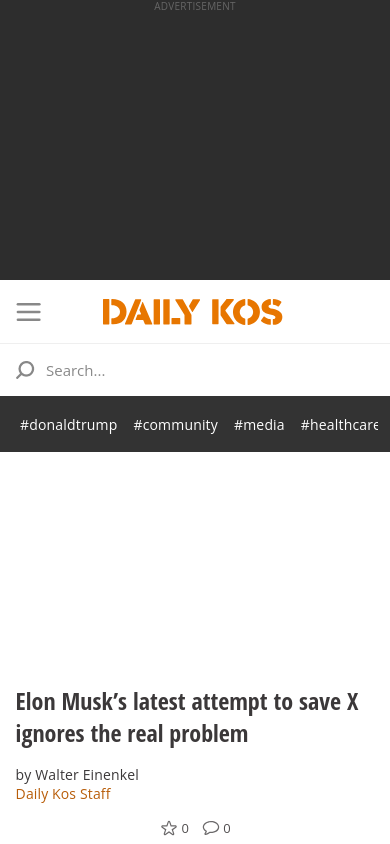 ADVERTISEMENT
DAILY KOS
Search...
#donaldtrump #community #media #healthcare
Elon Musk’s latest attempt to save X
ignores the real problem
by Walter Einenkel
Daily Kos Staff
0 0